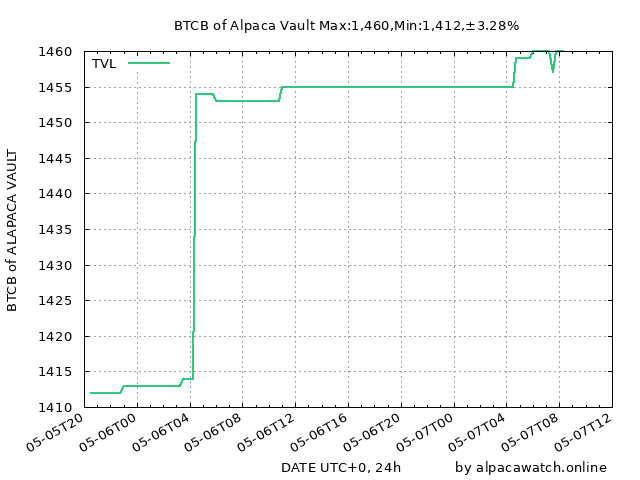 BTCB of Alpaca Vault Max:1,460,Min:1,412,±3.28%
TVL
1460
1455
1450
1445
1440
1435
1430
1425
1420
1415
1410
BTCB of ALAPACA VAULT
05-05T20
05-06T00
05-06T04
05-06T08
05-06T12
05-06T16
05-06T20
05-07T00
05-07T04
05-07T08
05-07T12
DATE UTC+0, 24h
by alpacawatch.online